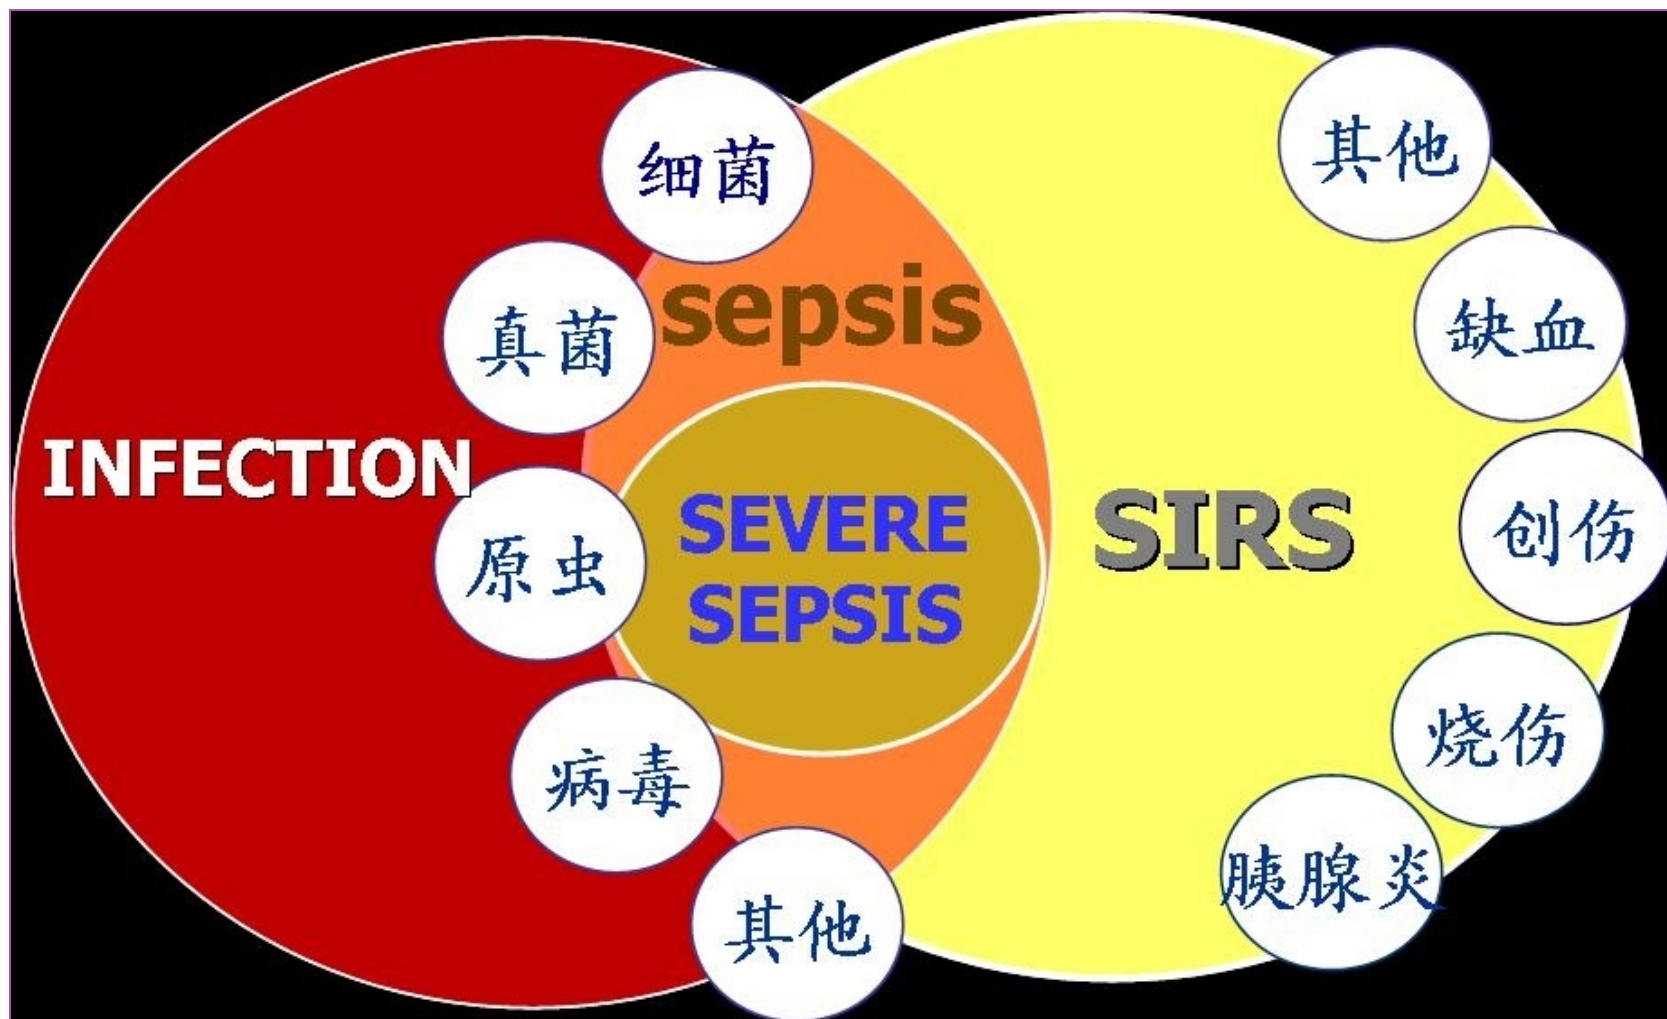 细菌
真菌
原虫
病毒
其他
INFECTION
sepsis
SEVERE
SEPSIS
SIRS
其他
缺血
创伤
烧伤
胰腺炎